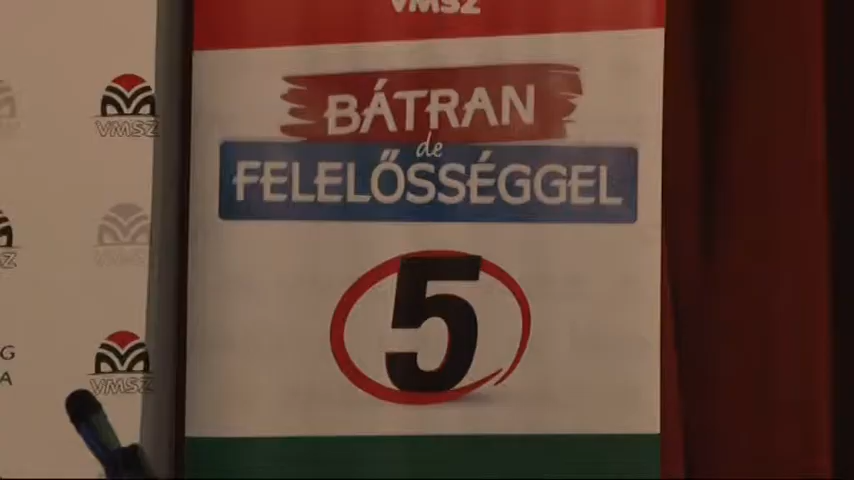 VMSZ
BÁTRAN
de
FELELŐSSÉGGEL
5
VMSZ
VMSZ
Z
G
A
VMSZ